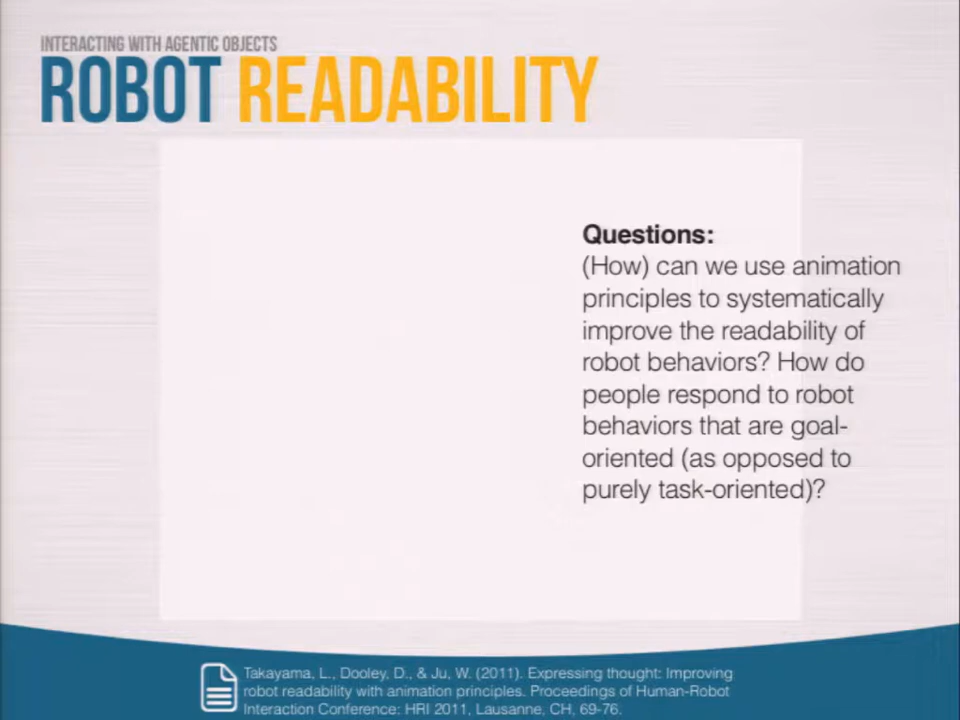 INTERACTING WITH AGENTIC OBJECTS
ROBOT READABILITY
Questions:
(How) can we use animation
principles to systematically
improve the readability of
robot behaviors? How do
people respond to robot
behaviors that are goal-
oriented (as opposed to
purely task-oriented)?
Takayama, L., Dooley, D., & Ju, W. (2011). Expressing thought: Improving
robot readability with animation principles. Proceedings of Human-Robot
Interaction Conference: HRI 2011, Lausanne, CH, 69-76.